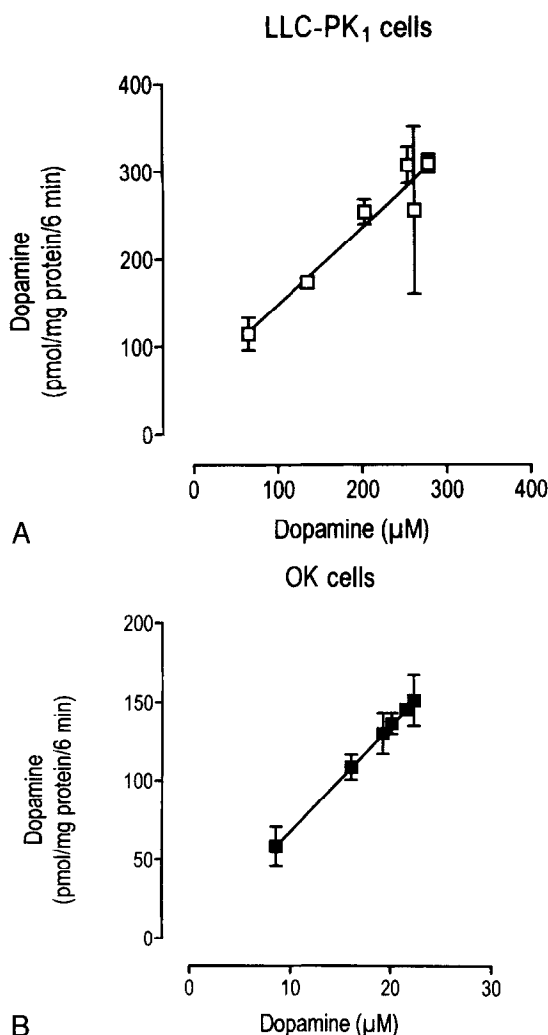 LLC-PK₁ cells
400
300
200
100
0
Dopamine
(pmol/mg protein/6 min)
0 100 200 300 400
Dopamine (µM)
A
OK cells
200
150
100
50
0
Dopamine
(pmol/mg protein/6 min)
0 10 20 30
Dopamine (µM)
B